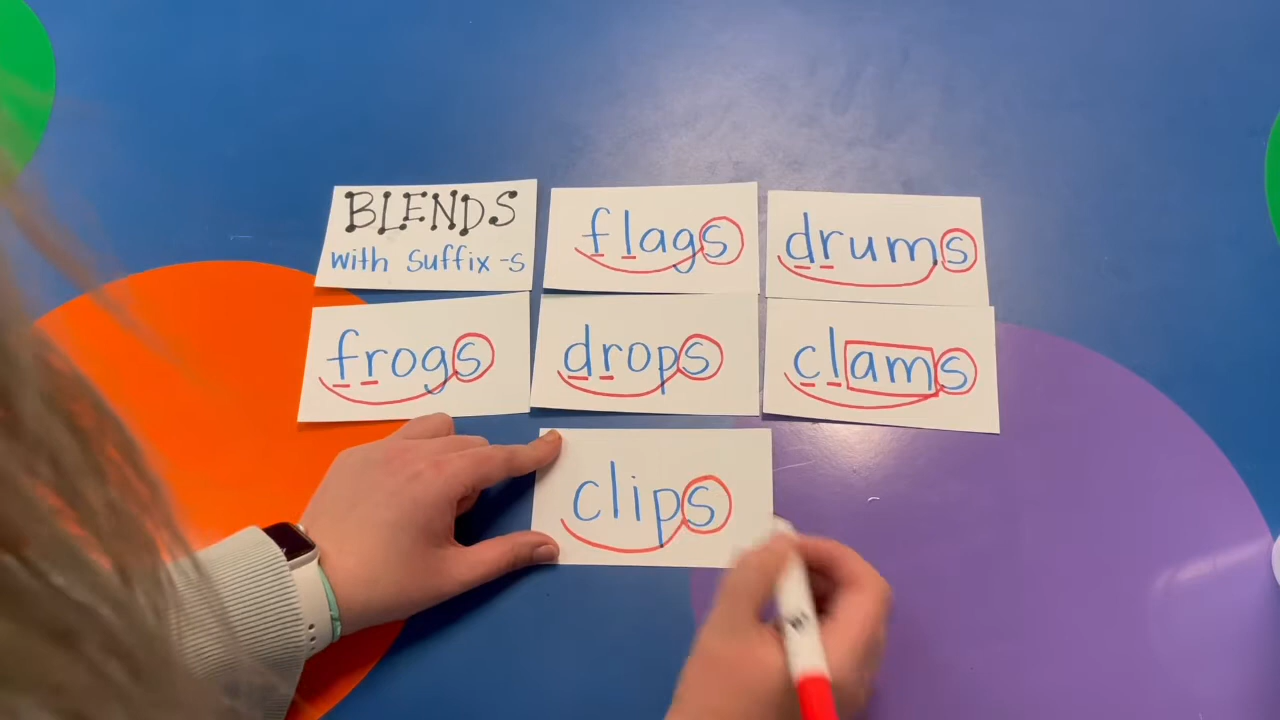 BLENDS
with Suffix -s
flags
drums
frogs
drops
clams
clips